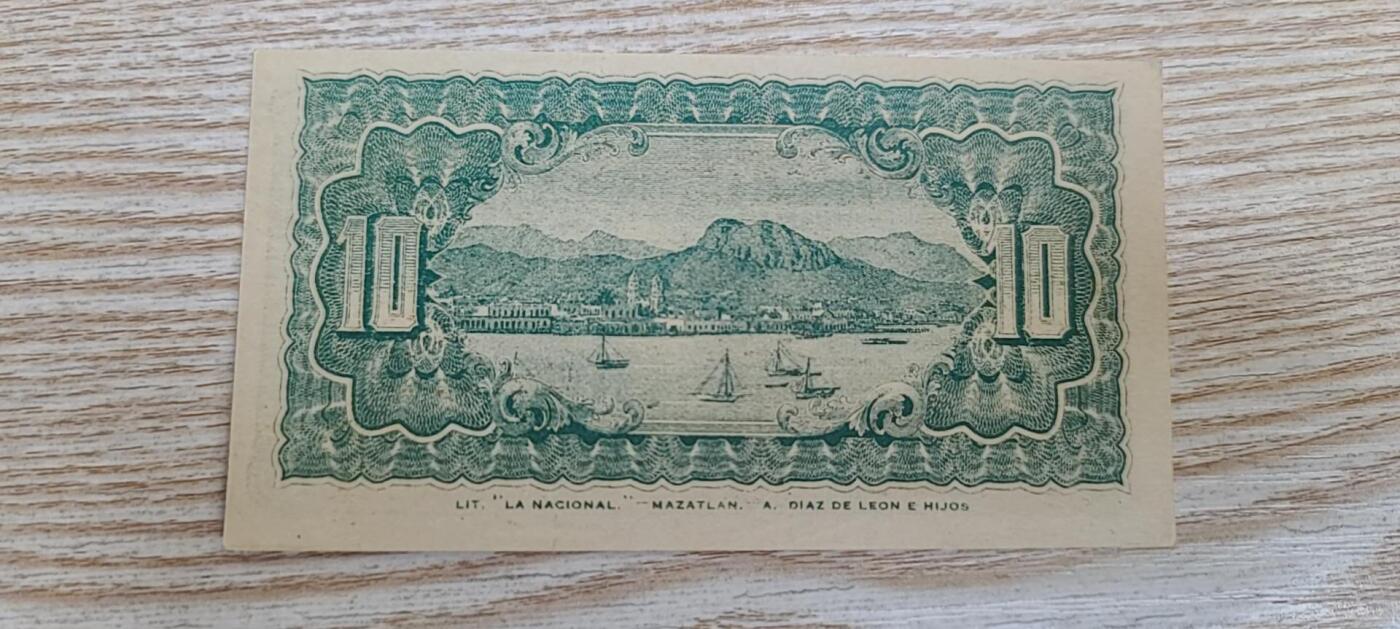 10 10
LIT. "LA NACIONAL." — MAZATLAN. A. DIAZ DE LEON E HIJOS